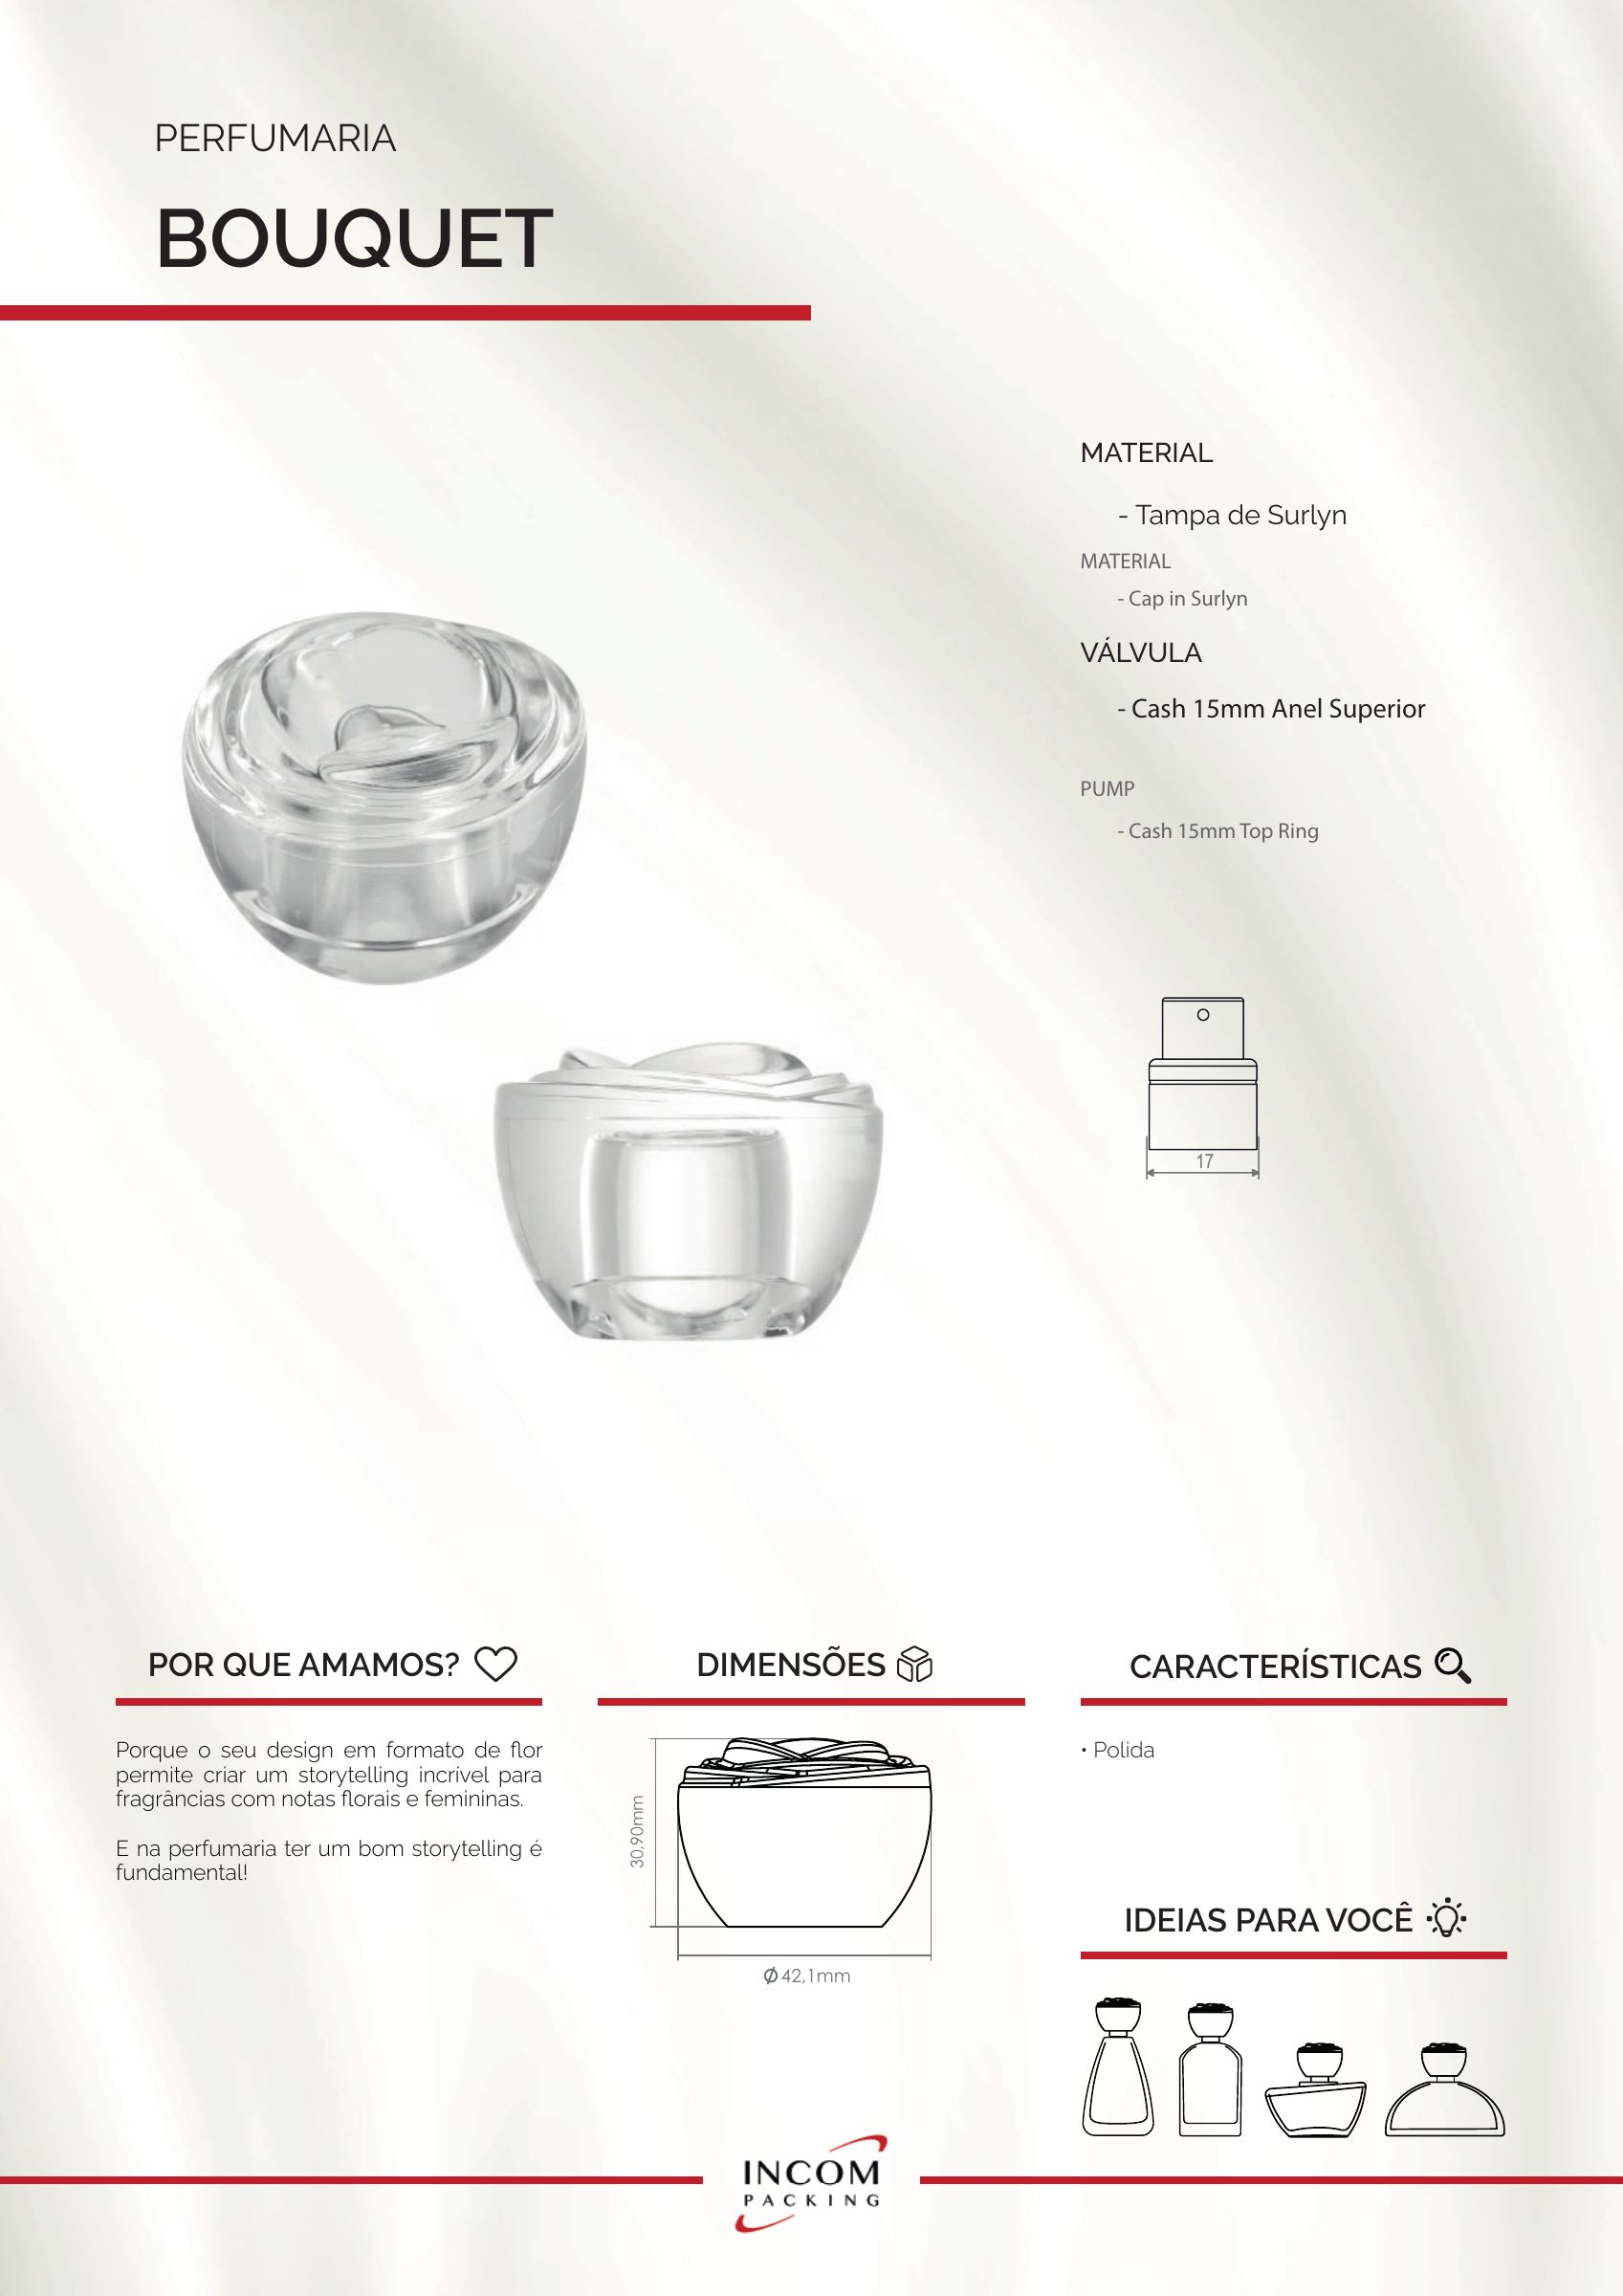 PERFUMARIA
BOUQUET
MATERIAL
- Tampa de Surlyn
MATERIAL
- Cap in Surlyn
VÁLVULA
- Cash 15mm Anel Superior
PUMP
- Cash 15mm Top Ring
17
POR QUE AMAMOS?
Porque o seu design em formato de flor
permite criar um storytelling incrível para
fragrâncias com notas florais e femininas.
E na perfumaria ter um bom storytelling é
fundamental!
DIMENSÕES
30,90mm
Ø 42,1mm
CARACTERÍSTICAS
• Polida
IDEIAS PARA VOCÊ
INCOM
PACKING